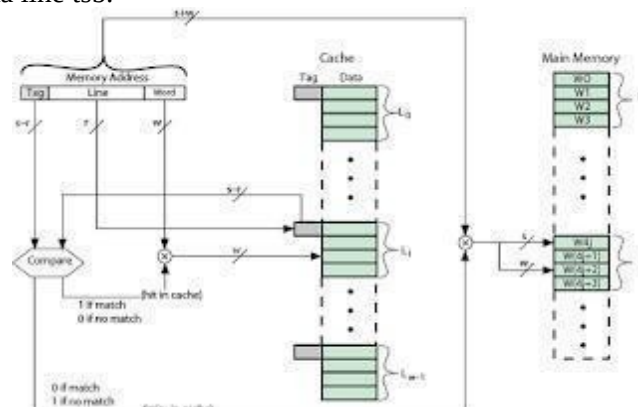 s+w
Cache
Main Memory
Memory Address
Tag Data
Tag Line Word
W0
W1
W2
W3
L0
s-r
r
w
s-r
Li
s
W4j
w
W(4j+1)
W(4j+2)
W(4j+3)
Compare
w
(hit in cache)
1 if match
0 if no match
Lm-1
0 if match
1 if no match